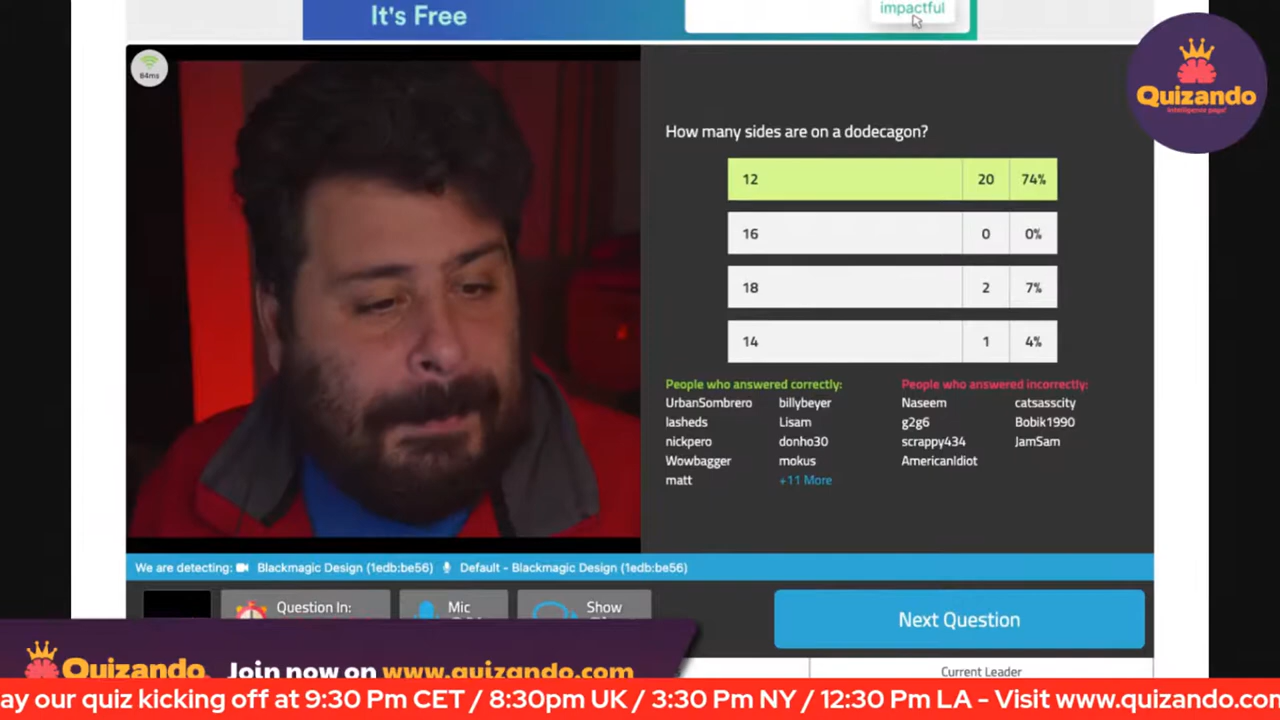 It's Free
impactful
Quizando
intelligence pays!
64ms
How many sides are on a dodecagon?
12 20 74%
16 0 0%
18 2 7%
14 1 4%
People who answered correctly:
UrbanSombrero billybeyer
lasheds Lisam
nickpero donho30
Wowbagger mokus
matt +11 More
People who answered incorrectly:
Naseem catsasscity
g2g6 Bobik1990
scrappy434 JamSam
AmericanIdiot
We are detecting: Blackmagic Design (1edb:be56) Default - Blackmagic Design (1edb:be56)
Question In:
Mic
Show
Next Question
Current Leader
Quizando Join now on www.quizando.com
ay our quiz kicking off at 9:30 Pm CET / 8:30pm UK / 3:30 Pm NY / 12:30 Pm LA - Visit www.quizando.com